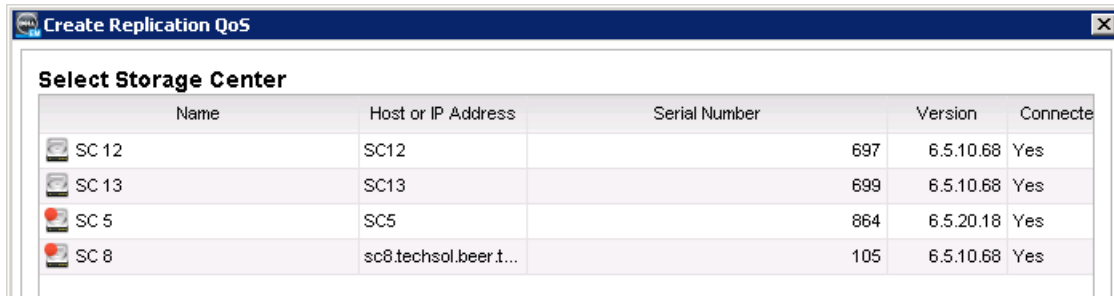 Create Replication QoS
Select Storage Center
Name Host or IP Address Serial Number Version Connecte
SC 12 SC12 697 6.5.10.68 Yes
SC 13 SC13 699 6.5.10.68 Yes
SC 5 SC5 864 6.5.20.18 Yes
SC 8 sc8.techsol.beer.t... 105 6.5.10.68 Yes